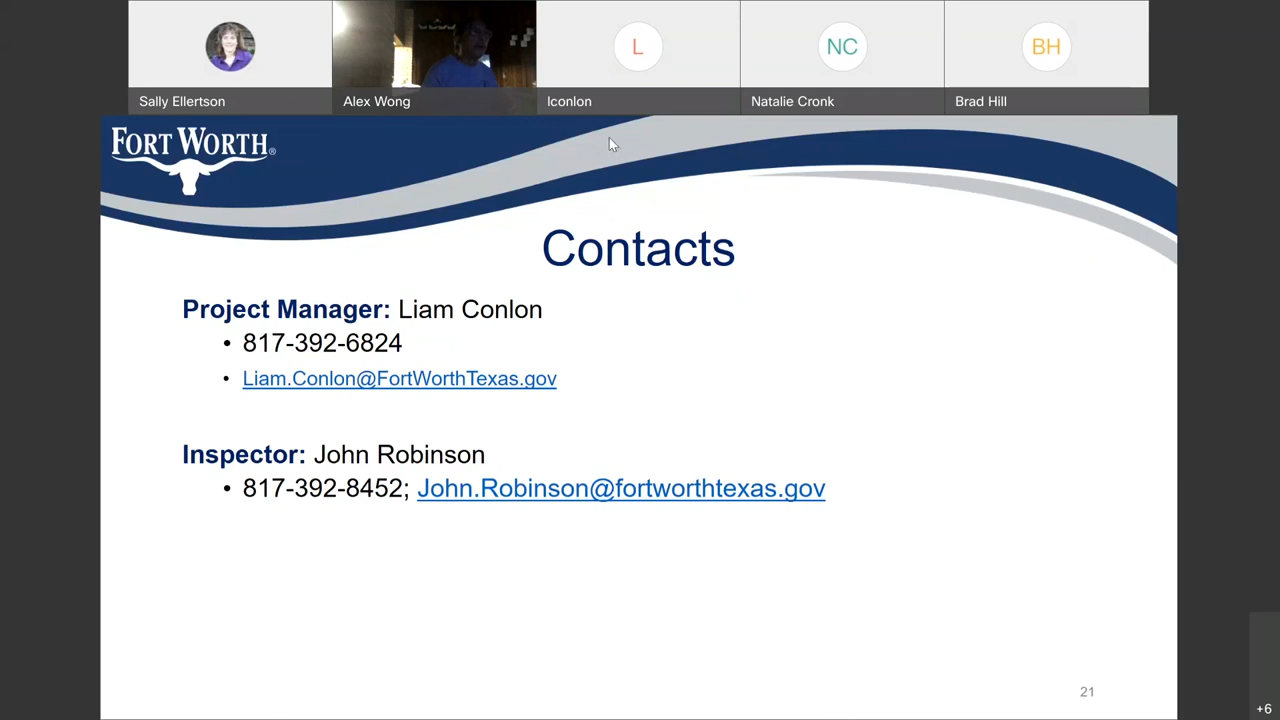 L
NC
BH
Sally Ellertson
Alex Wong
lconlon
Natalie Cronk
Brad Hill
FORT WORTH®
Contacts
Project Manager: Liam Conlon
• 817-392-6824
• Liam.Conlon@FortWorthTexas.gov
Inspector: John Robinson
• 817-392-8452; John.Robinson@fortworthtexas.gov
21
+6